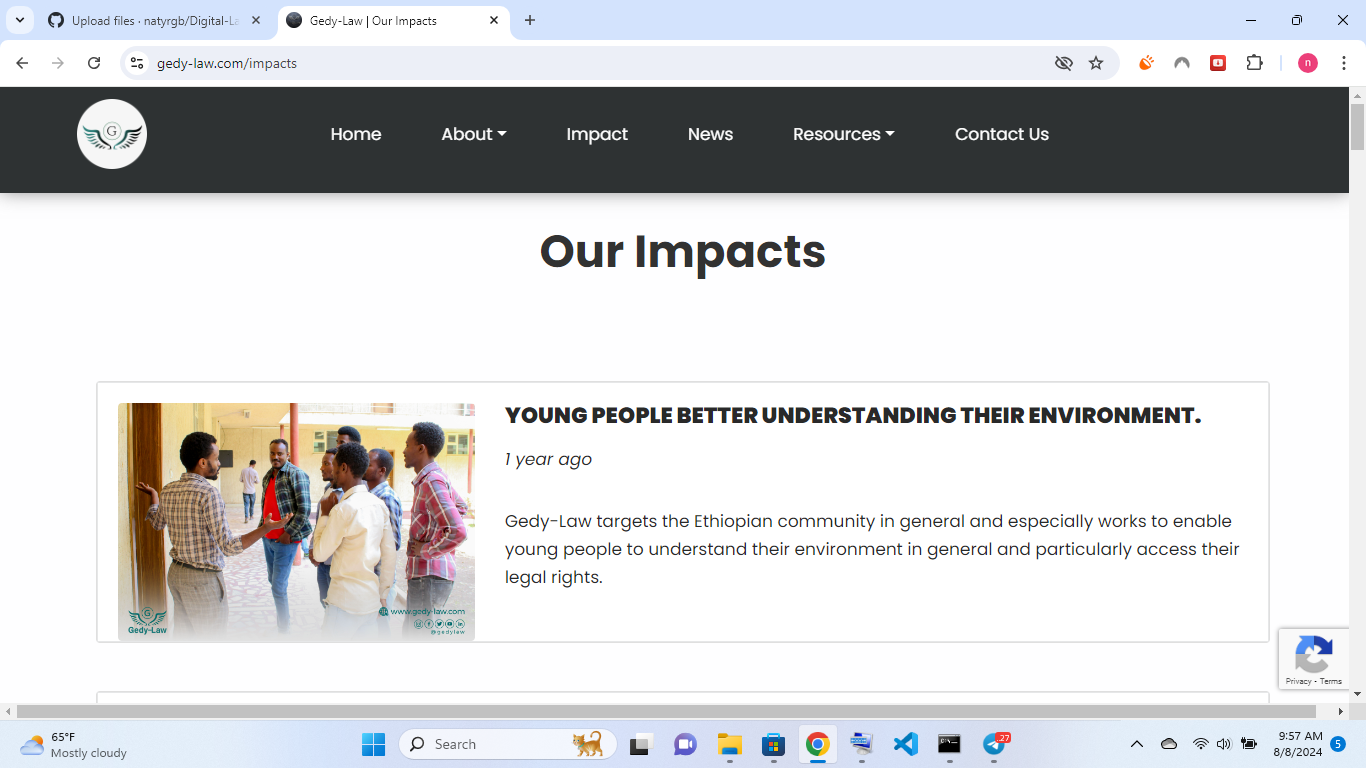 Upload files · natyrgb/Digital-La
Gedy-Law | Our Impacts
gedy-law.com/impacts
n
G
Home
About
Impact
News
Resources
Contact Us
Our Impacts
YOUNG PEOPLE BETTER UNDERSTANDING THEIR ENVIRONMENT.
1 year ago
Gedy-Law targets the Ethiopian community in general and especially works to enable
young people to understand their environment in general and particularly access their
legal rights.
G
Gedy-Law
www.gedy-law.com
@gedylaw
Privacy - Terms
65°F
Mostly cloudy
Search
27
9:57 AM
8/8/2024
5